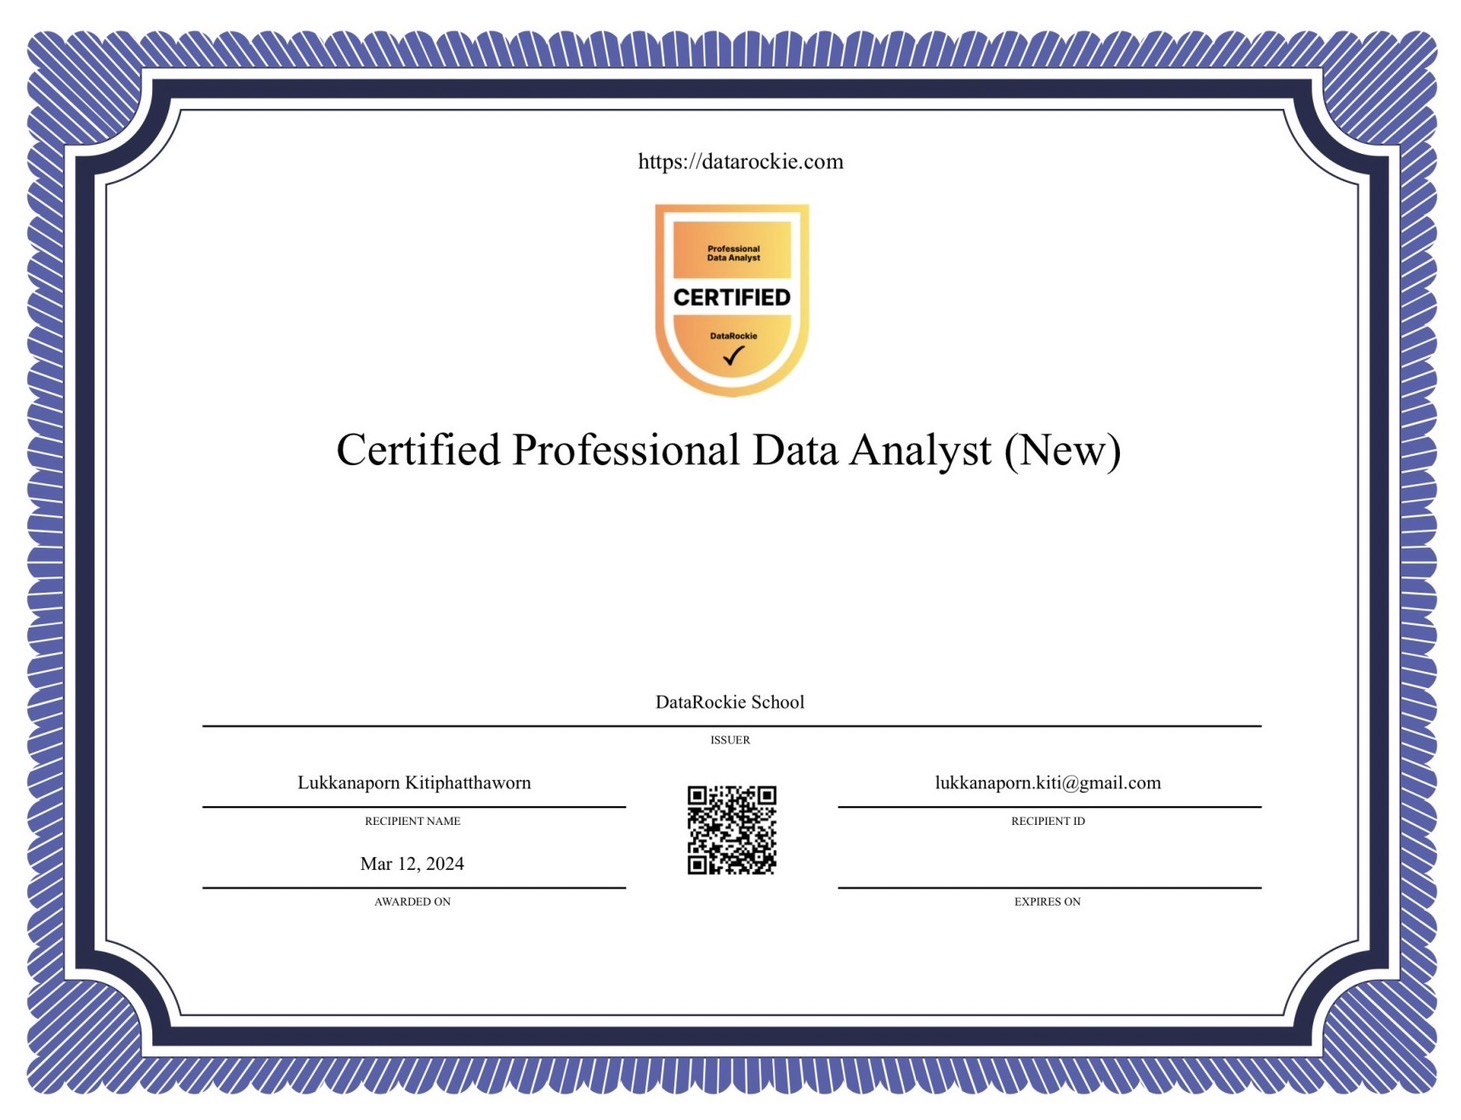 https://datarockie.com
Professional
Data Analyst
CERTIFIED
DataRockie
Certified Professional Data Analyst (New)
DataRockie School
ISSUER
Lukkanaporn Kitiphatthaworn
lukkanaporn.kiti@gmail.com
RECIPIENT NAME
RECIPIENT ID
Mar 12, 2024
AWARDED ON
EXPIRES ON